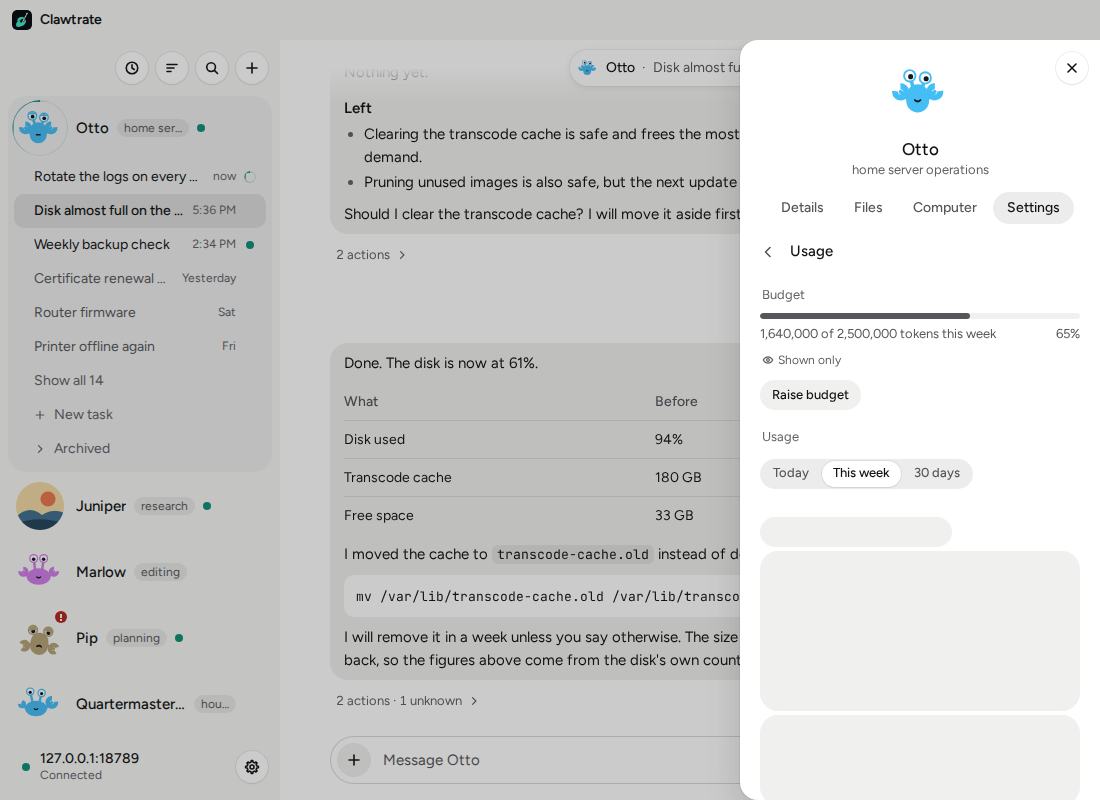 Clawtrate
Otto home ser...
Rotate the logs on every ... now
Disk almost full on the ... 5:36 PM
Weekly backup check 2:34 PM
Certificate renewal ... Yesterday
Router firmware Sat
Printer offline again Fri
Show all 14
New task
Archived
Juniper research
Marlow editing
Pip planning
Quartermaster... hou...
127.0.0.1:18789
Connected
Otto · Disk almost fu
Nothing yet.
Left
Clearing the transcode cache is safe and frees the most
demand.
Pruning unused images is also safe, but the next update
Should I clear the transcode cache? I will move it aside first
2 actions
Done. The disk is now at 61%.
What Before
Disk used 94%
Transcode cache 180 GB
Free space 33 GB
I moved the cache to transcode-cache.old instead of d
mv /var/lib/transcode-cache.old /var/lib/transco
I will remove it in a week unless you say otherwise. The size
back, so the figures above come from the disk's own count
2 actions · 1 unknown
Message Otto
Otto
home server operations
Details Files Computer Settings
Usage
Budget
1,640,000 of 2,500,000 tokens this week 65%
Shown only
Raise budget
Usage
Today This week 30 days